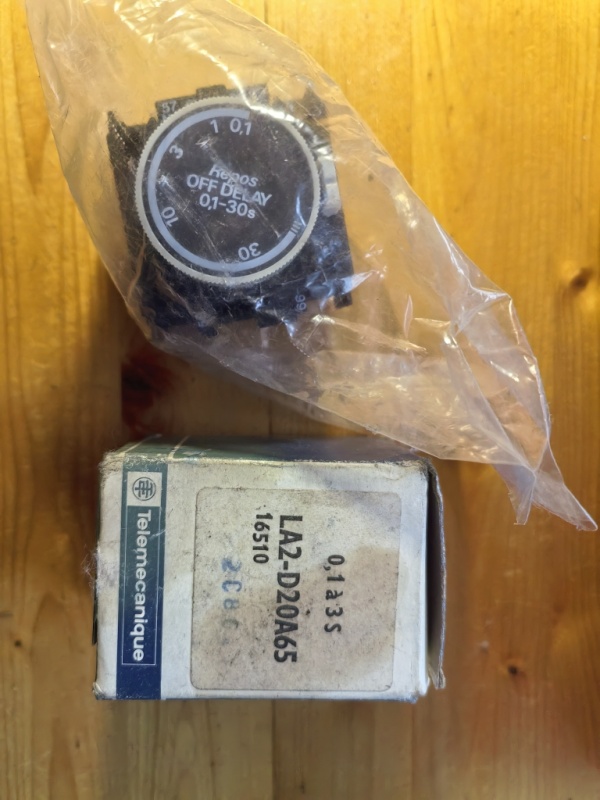 57
1 0,1
3
Repos
OFF DELAY
0,1-30s
10
30
Telemecanique
0,1 à 3 S
LA2-D20A65
16510